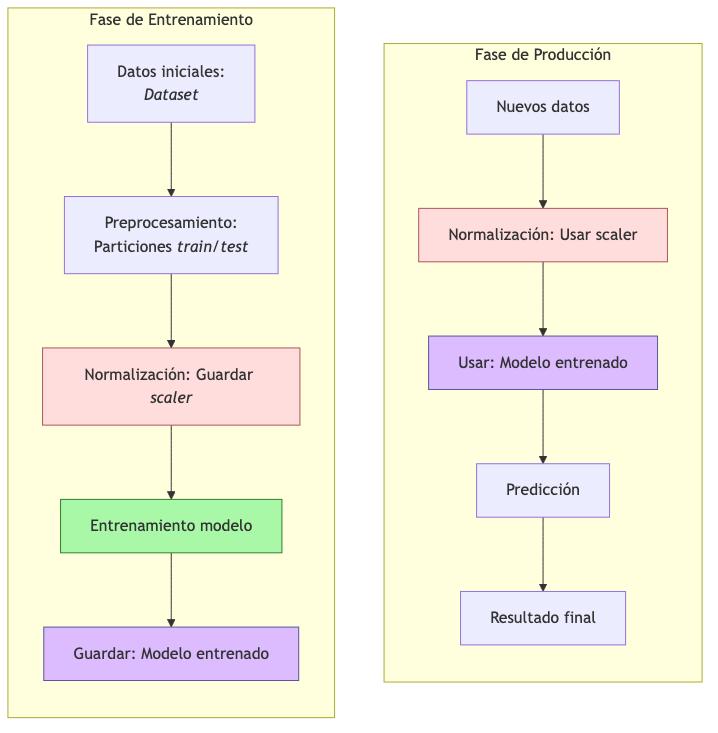 Fase de Entrenamiento
Datos iniciales:
Dataset
Preprocesamiento:
Particiones train/test
Normalización: Guardar
scaler
Entrenamiento modelo
Guardar: Modelo entrenado
Fase de Producción
Nuevos datos
Normalización: Usar scaler
Usar: Modelo entrenado
Predicción
Resultado final